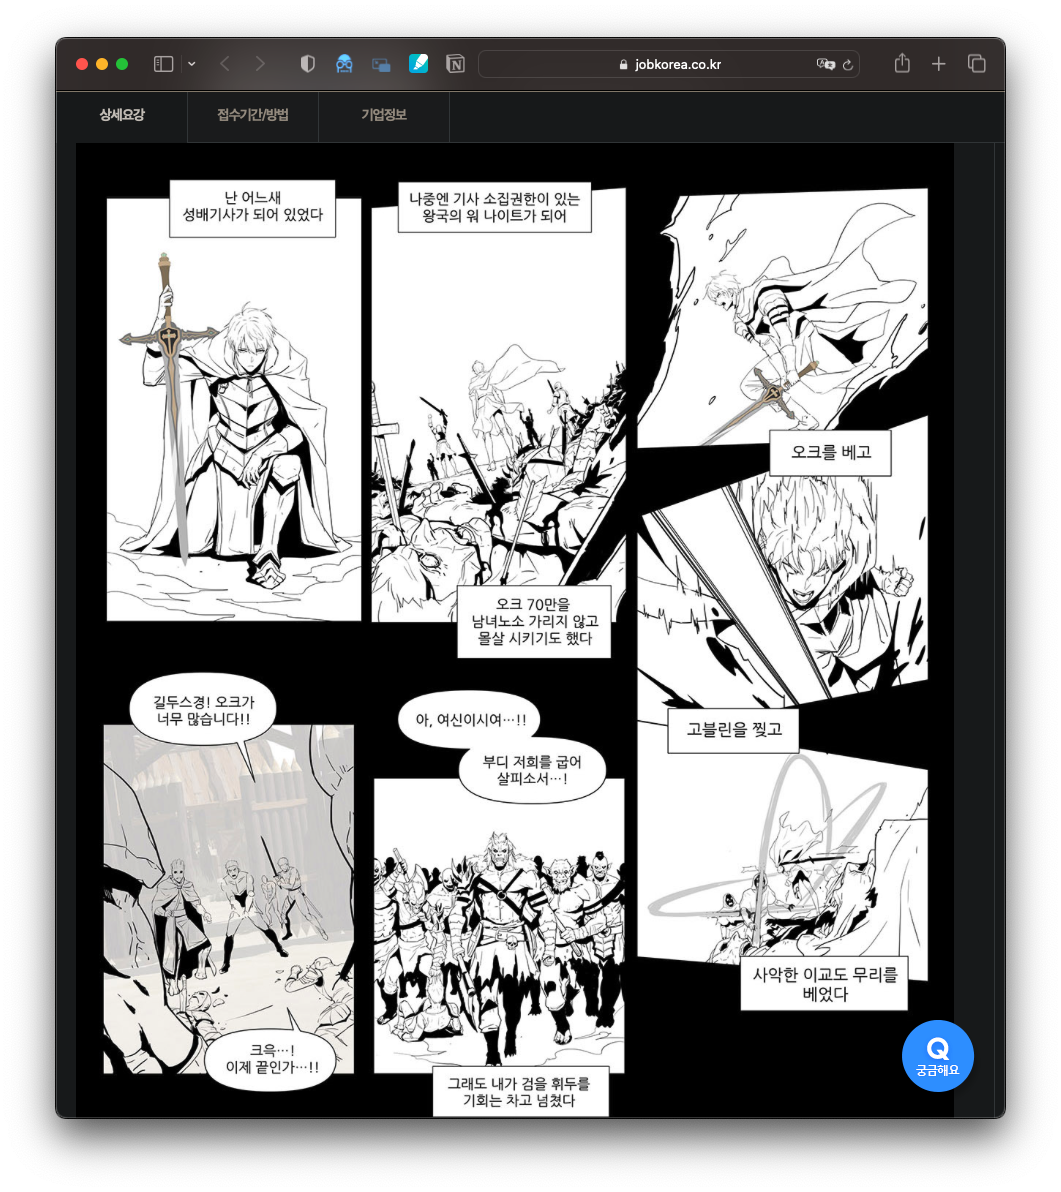 jobkorea.co.kr
상세요강
접수기간/방법
기업정보
난 어느새
성배기사가 되어 있었다
나중엔 기사 소집권한이 있는
왕국의 워 나이트가 되어
오크 70만을
남녀노소 가리지 않고
몰살 시키기도 했다
오크를 베고
고블린을 찢고
사악한 이교도 무리를
베었다
길두스경! 오크가
너무 많습니다!!
크윽…!
이제 끝인가…!!
아, 여신이시여…!!
부디 저희를 굽어
살피소서…!
그래도 내가 검을 휘두를
기회는 차고 넘쳤다
Q
궁금해요